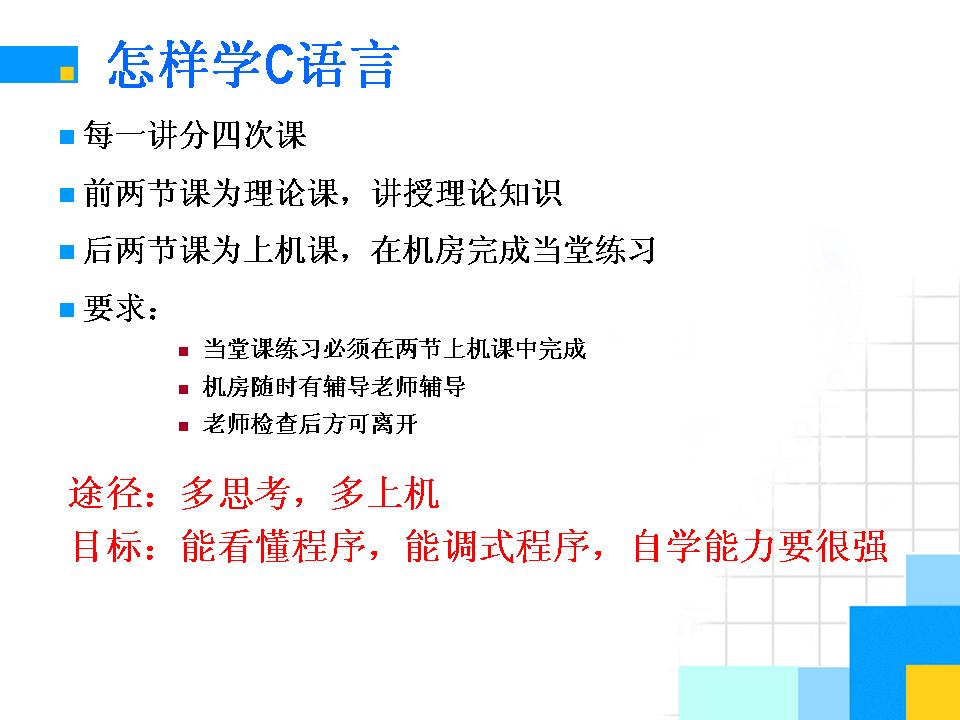 怎样学C语言
每一讲分四次课
前两节课为理论课，讲授理论知识
后两节课为上机课，在机房完成当堂练习
要求：
当堂课练习必须在两节上机课中完成
机房随时有辅导老师辅导
老师检查后方可离开
途径：多思考，多上机
目标：能看懂程序，能调式程序，自学能力要很强